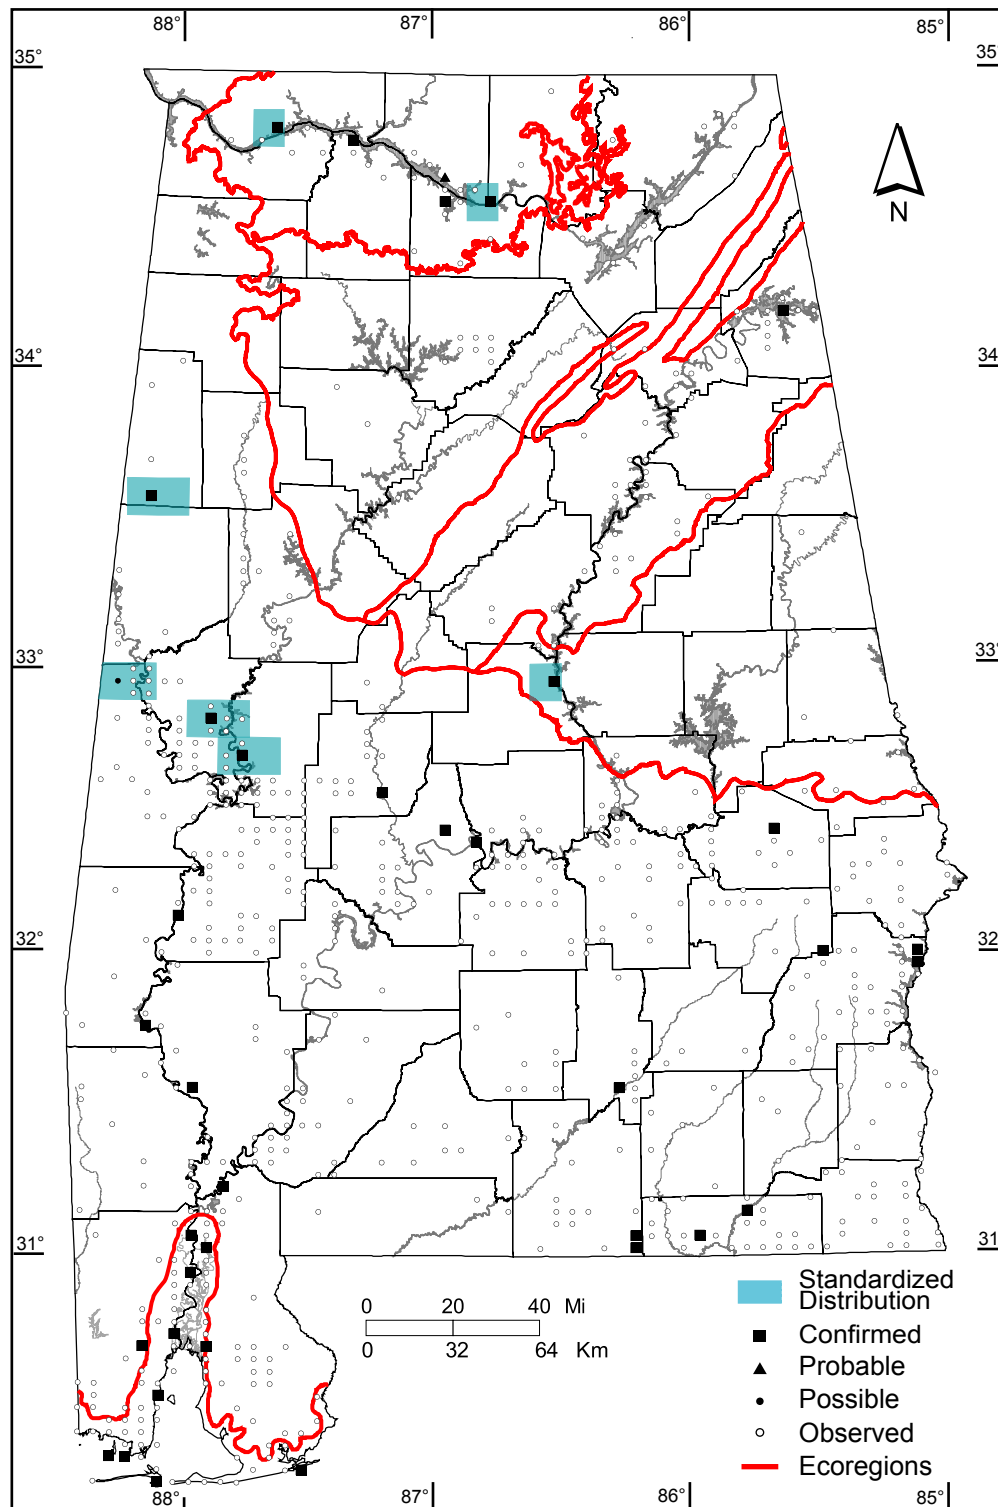 88° 87° 86° 85°
35° 35°
N
34° 34
33° 33°
32° 32
31° 31
Standardized
Distribution
0 20 40 Mi
Confirmed
0 32 64 Km
Probable
Possible
Observed
Ecoregions
88° 87° 86° 85°